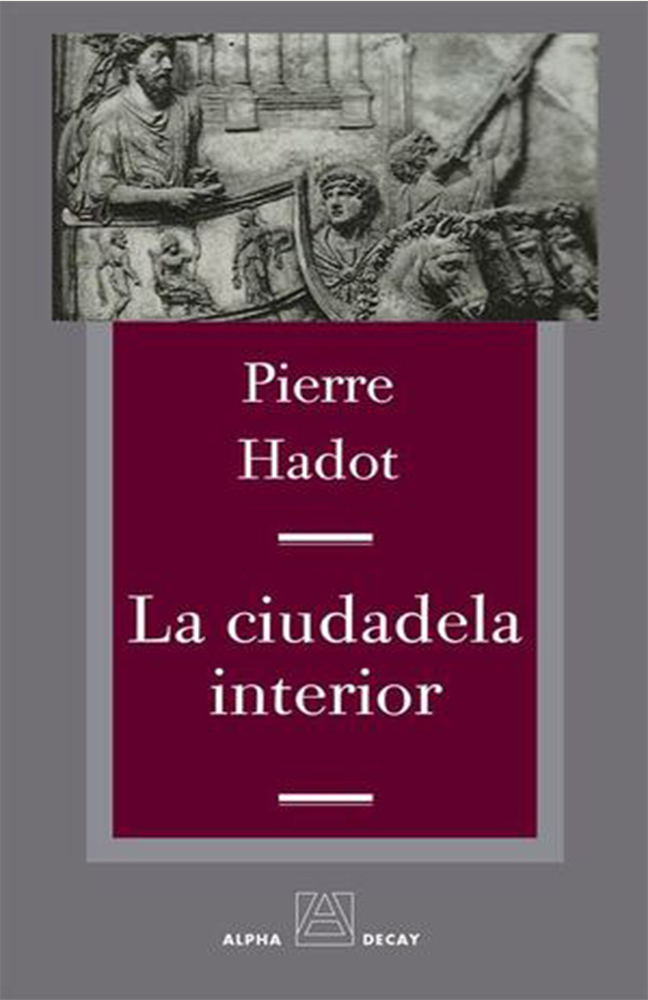 Pierre
Hadot
La ciudadela
interior
ALPHA DECAY